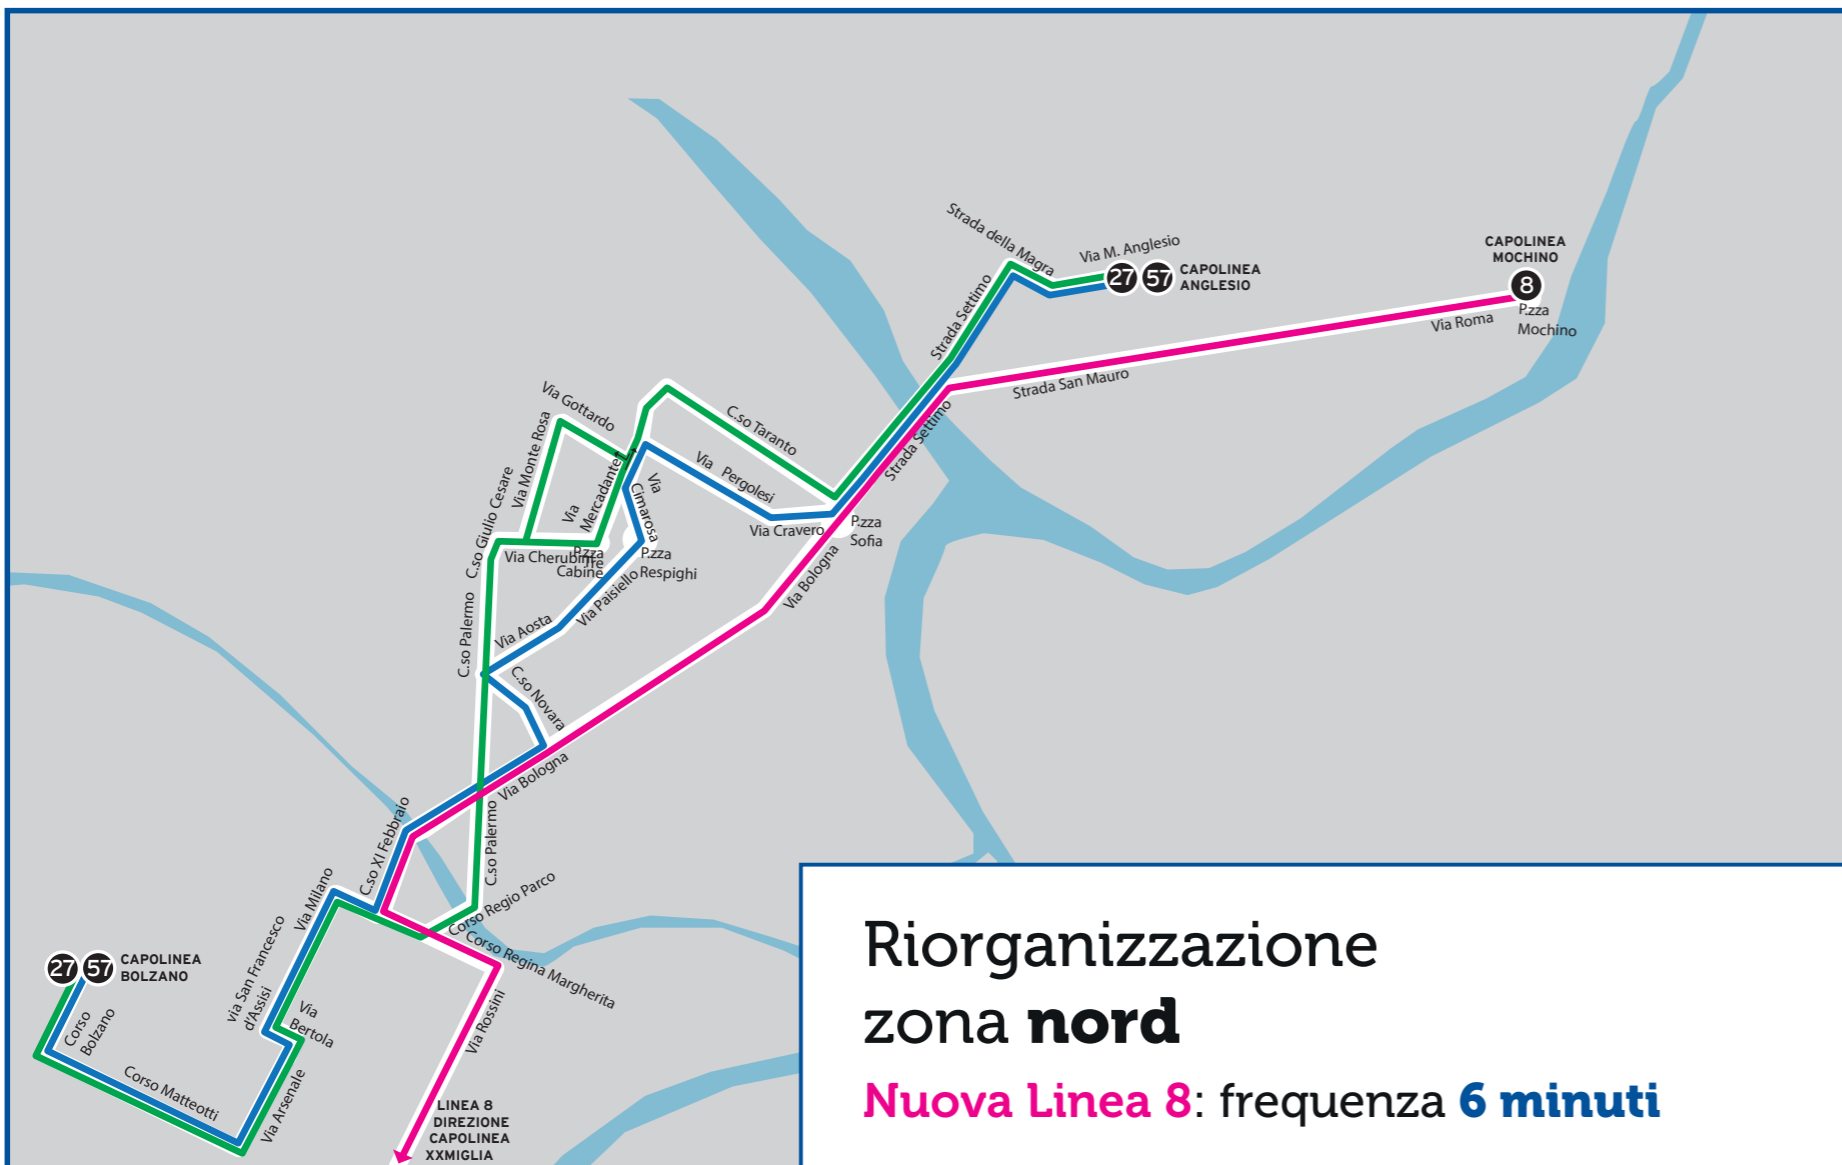 Strada della Magra
Via M. Anglesio
27 57
CAPOLINEA
ANGLESIO
CAPOLINEA
MOCHINO
8
P.zza
Mochino
Via Roma
Strada San Mauro
Strada Settimo
Strada Settimo
Via Gottardo
C.so Taranto
Via Monte Rosa
C.so Giulio Cesare
Via
Mercadante
Via
Cimarosa
Via Pergolesi
Via Cravero
P.zza
Sofia
Via Cherubini
P.zza
Tre
Cabine
P.zza
Respighi
Via Bologna
Via Paisiello
Via Aosta
C.so Palermo
C.so Novara
Via Bologna
C.so XI Febbraio
C.so Palermo
Corso Regio Parco
Via Milano
Corso Regina Margherita
via San Francesco
d'Assisi
27 57
CAPOLINEA
BOLZANO
Corso
Bolzano
Via
Bertola
Via Rossini
Corso Matteotti
Via Arsenale
LINEA 8
DIREZIONE
CAPOLINEA
XXMIGLIA
Riorganizzazione
zona nord
Nuova Linea 8: frequenza 6 minuti